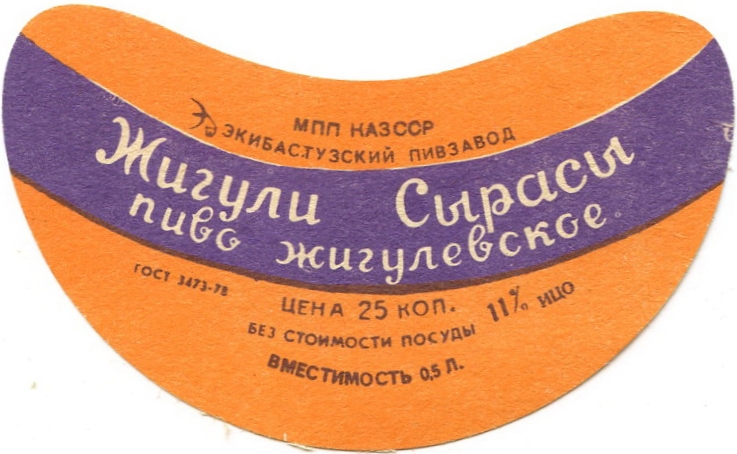 МПП КАЗССР
ЭКИБАСТУЗСКИЙ ПИВЗАВОД
Жигули Сырасы
пиво жигулевское
ГОСТ 3473-78
ЦЕНА 25 КОП. 11% ИЦО
БЕЗ СТОИМОСТИ ПОСУДЫ
ВМЕСТИМОСТЬ 0,5 Л.